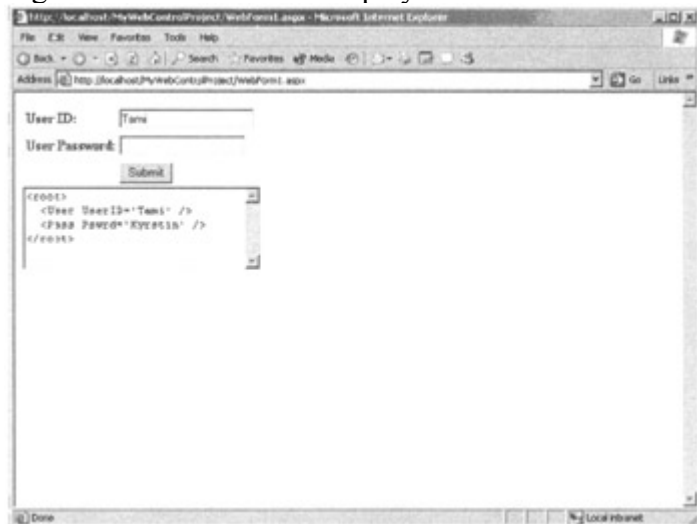 http://localhost/MyWebControlProject/WebForm1.aspx - Microsoft Internet Explorer
File Edit View Favorites Tools Help
Back Search Favorites Media
Address http://localhost/MyWebControlProject/WebForm1.aspx Go Links »
User ID: Tami
User Password:
Submit
<root>
<User UserID='Tami' />
<Pass Pswrd='Kyrstin' />
</root>
Done Local intranet